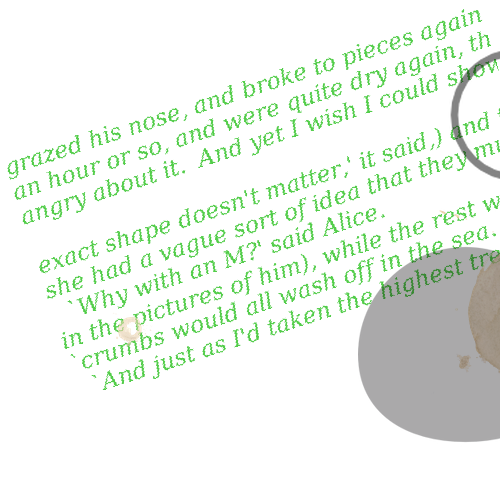 grazed his nose, and broke to pieces again
an hour or so, and were quite dry again, th
angry about it.  And yet I wish I could show

exact shape doesn't matter,' it said,) and
she had a vague sort of idea that they mu
`Why with an M?' said Alice.
in the pictures of him), while the rest w
`crumbs would all wash off in the sea.
`And just as I'd taken the highest tre